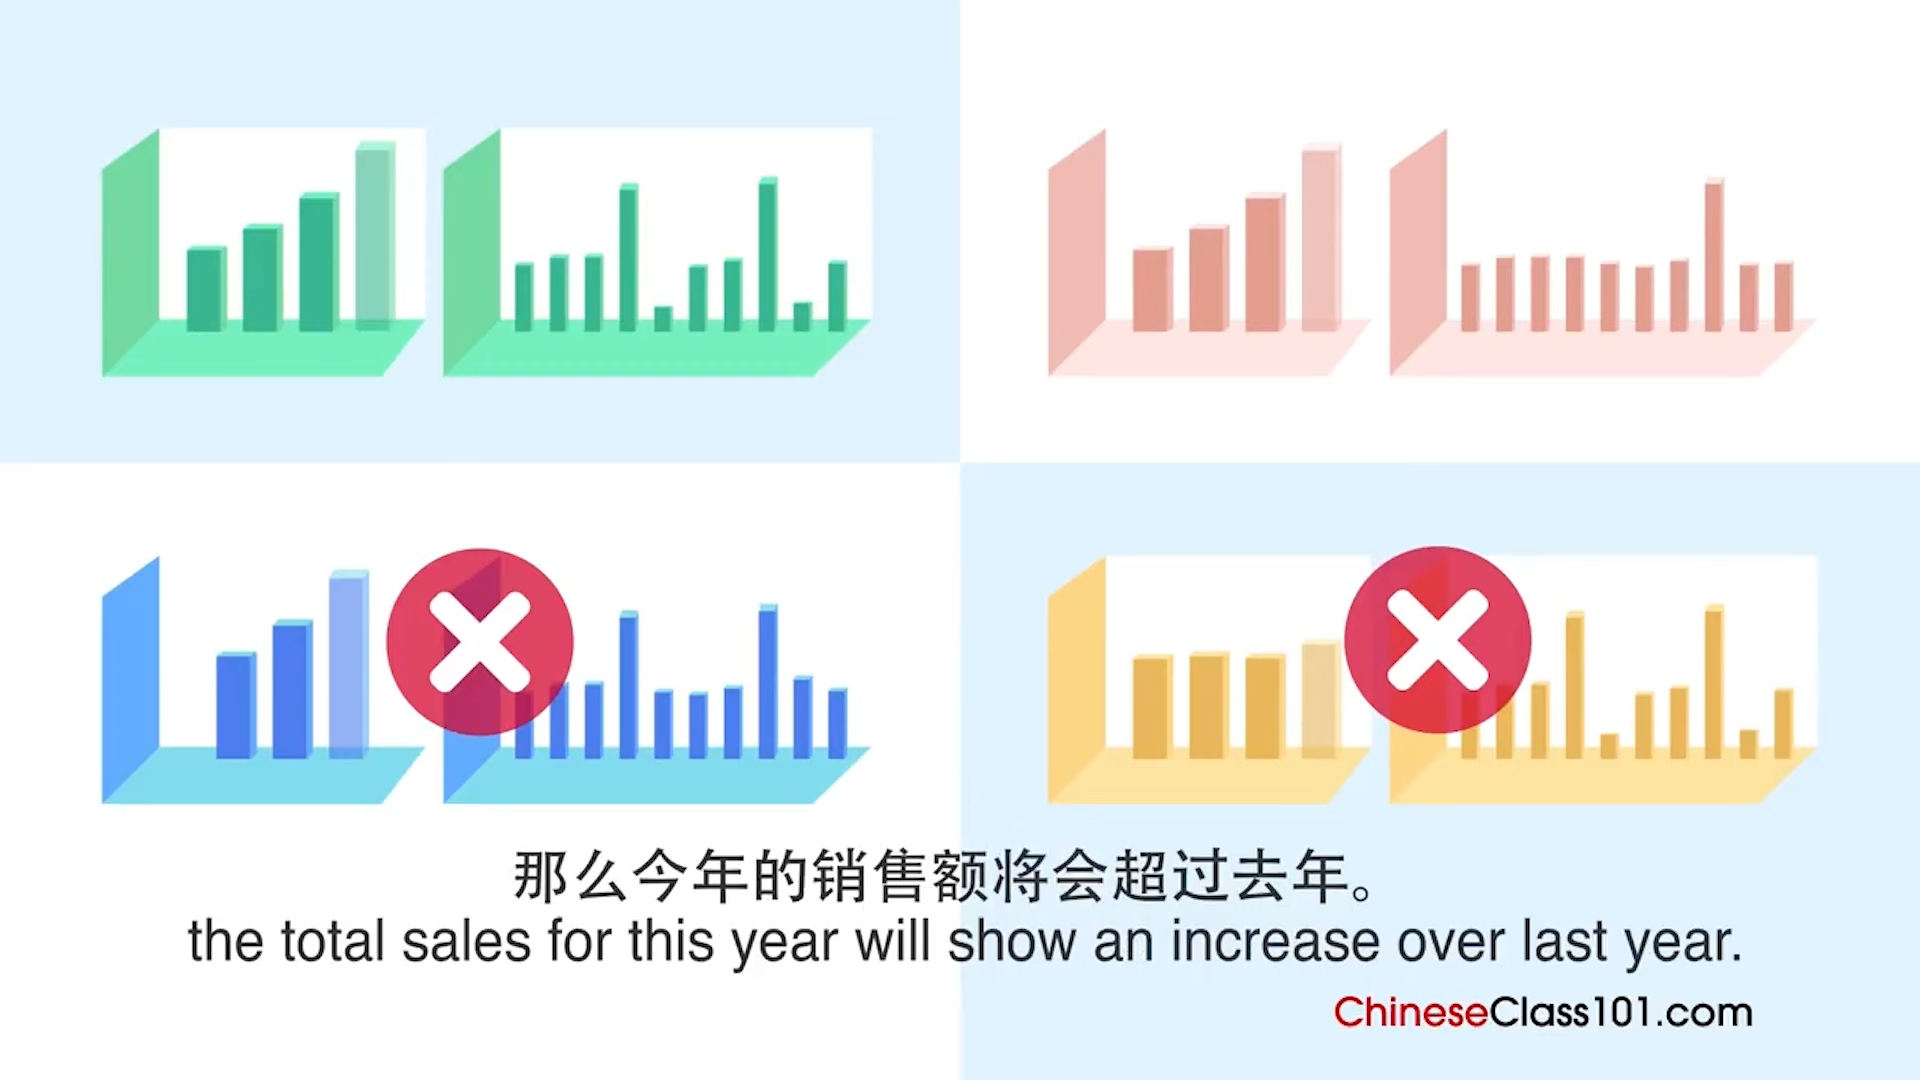 那么今年的销售额将会超过去年。
the total sales for this year will show an increase over last year.
ChineseClass101.com